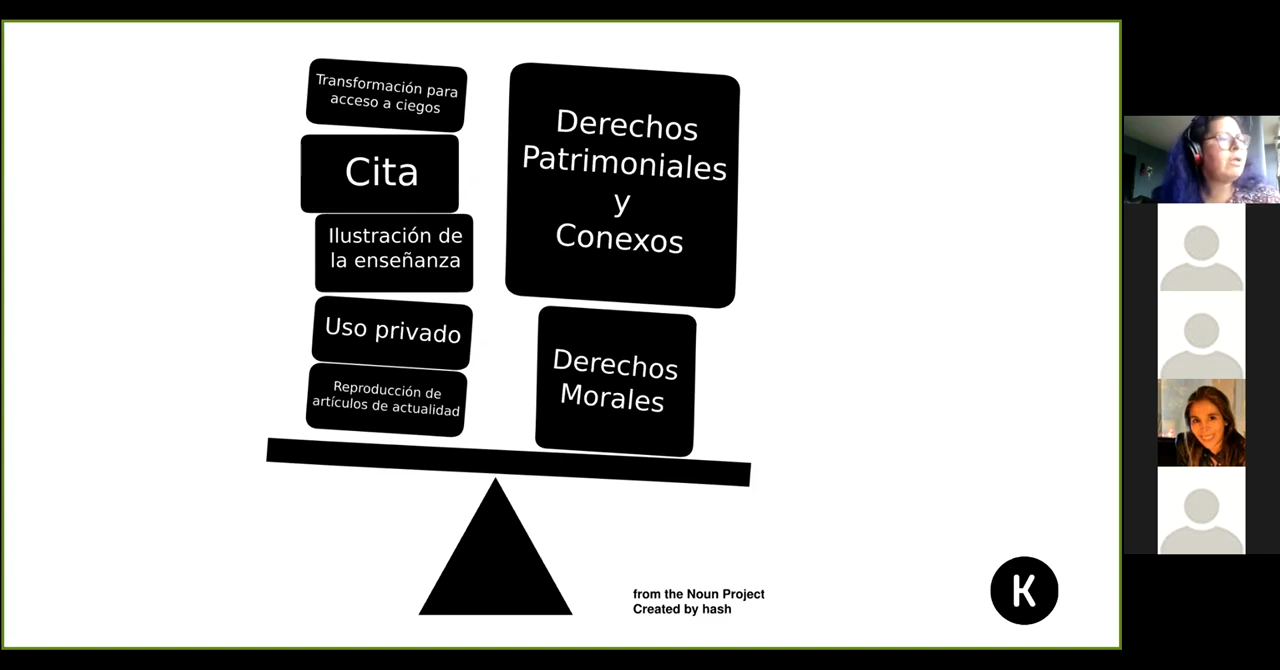 Transformación para
acceso a ciegos
Cita
Ilustración de
la enseñanza
Uso privado
Reproducción de
artículos de actualidad
Derechos
Patrimoniales
y
Conexos
Derechos
Morales
from the Noun Project
Created by hash
K